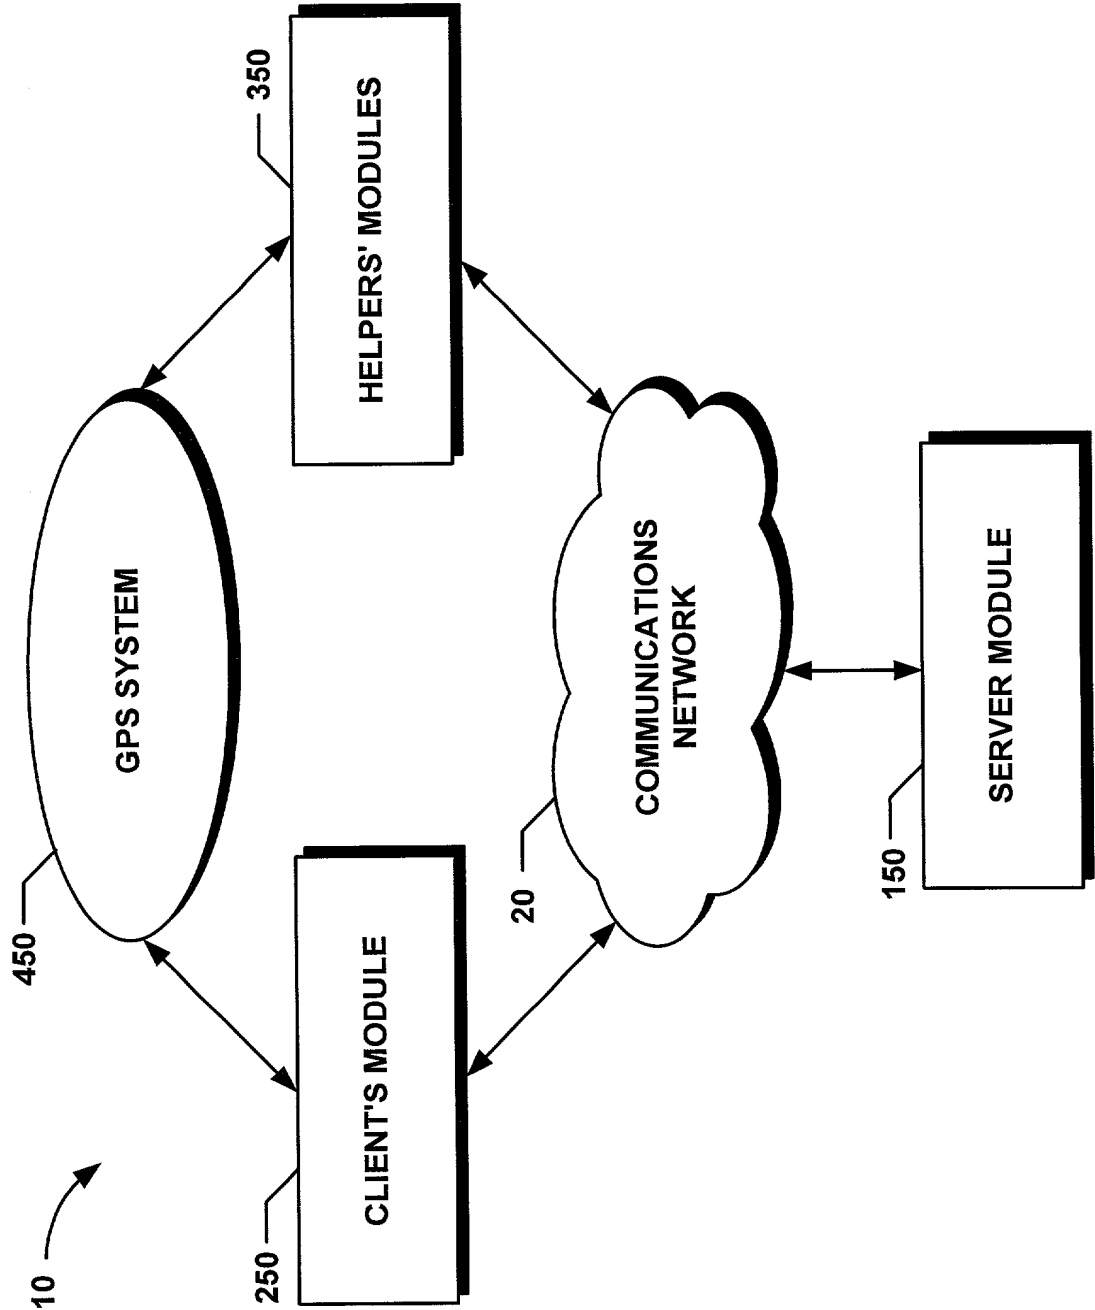 10
450
GPS SYSTEM
250
CLIENT'S MODULE
350
HELPERS' MODULES
20
COMMUNICATIONS
NETWORK
150
SERVER MODULE